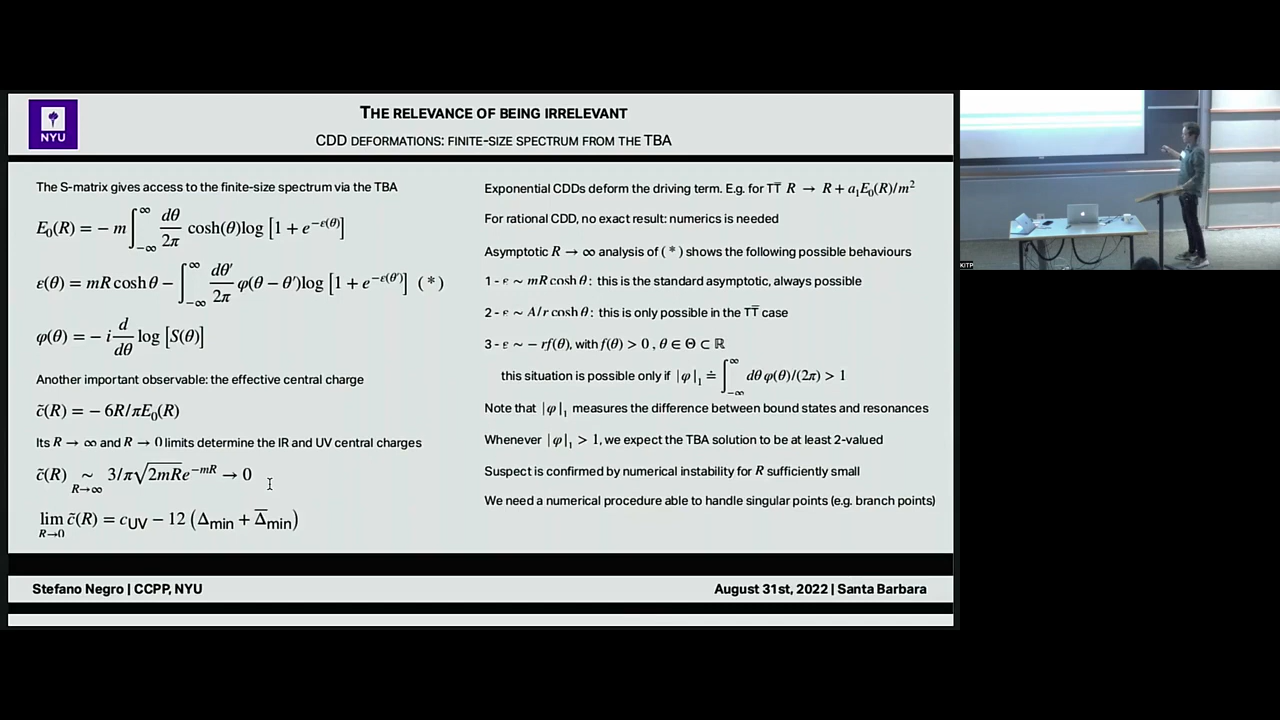 THE RELEVANCE OF BEING IRRELEVANT
CDD DEFORMATIONS: FINITE-SIZE SPECTRUM FROM THE TBA
NYU
The S-matrix gives access to the finite-size spectrum via the TBA
E₀(R) = − m ∫_{−∞}^{∞} dθ/2π cosh(θ)log [1 + e^{−ε(θ)}]
ε(θ) = mR cosh θ − ∫_{−∞}^{∞} dθ′/2π φ(θ − θ′)log [1 + e^{−ε(θ′)}] (*)
φ(θ) = − i d/dθ log [S(θ)]
Another important observable: the effective central charge
c̃(R) = − 6R/πE₀(R)
Its R → ∞ and R → 0 limits determine the IR and UV central charges
c̃(R) ~_{R→∞} 3/π√(2mR)e^{−mR} → 0
lim_{R→0} c̃(R) = c_UV − 12 (Δ_min + Δ̅_min)
Exponential CDDs deform the driving term. E.g. for TT̅ R → R + a₁E₀(R)/m²
For rational CDD, no exact result: numerics is needed
Asymptotic R → ∞ analysis of (*) shows the following possible behaviours
1 - ε ~ mR cosh θ: this is the standard asymptotic, always possible
2 - ε ~ A/r cosh θ: this is only possible in the TT̅ case
3 - ε ~ − rf(θ), with f(θ) > 0 , θ ∈ Θ ⊂ ℝ
this situation is possible only if |φ|₁ ≐ ∫_{−∞}^{∞} dθ φ(θ)/(2π) > 1
Note that |φ|₁ measures the difference between bound states and resonances
Whenever |φ|₁ > 1, we expect the TBA solution to be at least 2-valued
Suspect is confirmed by numerical instability for R sufficiently small
We need a numerical procedure able to handle singular points (e.g. branch points)
Stefano Negro | CCPP, NYU
August 31st, 2022 | Santa Barbara
KITP